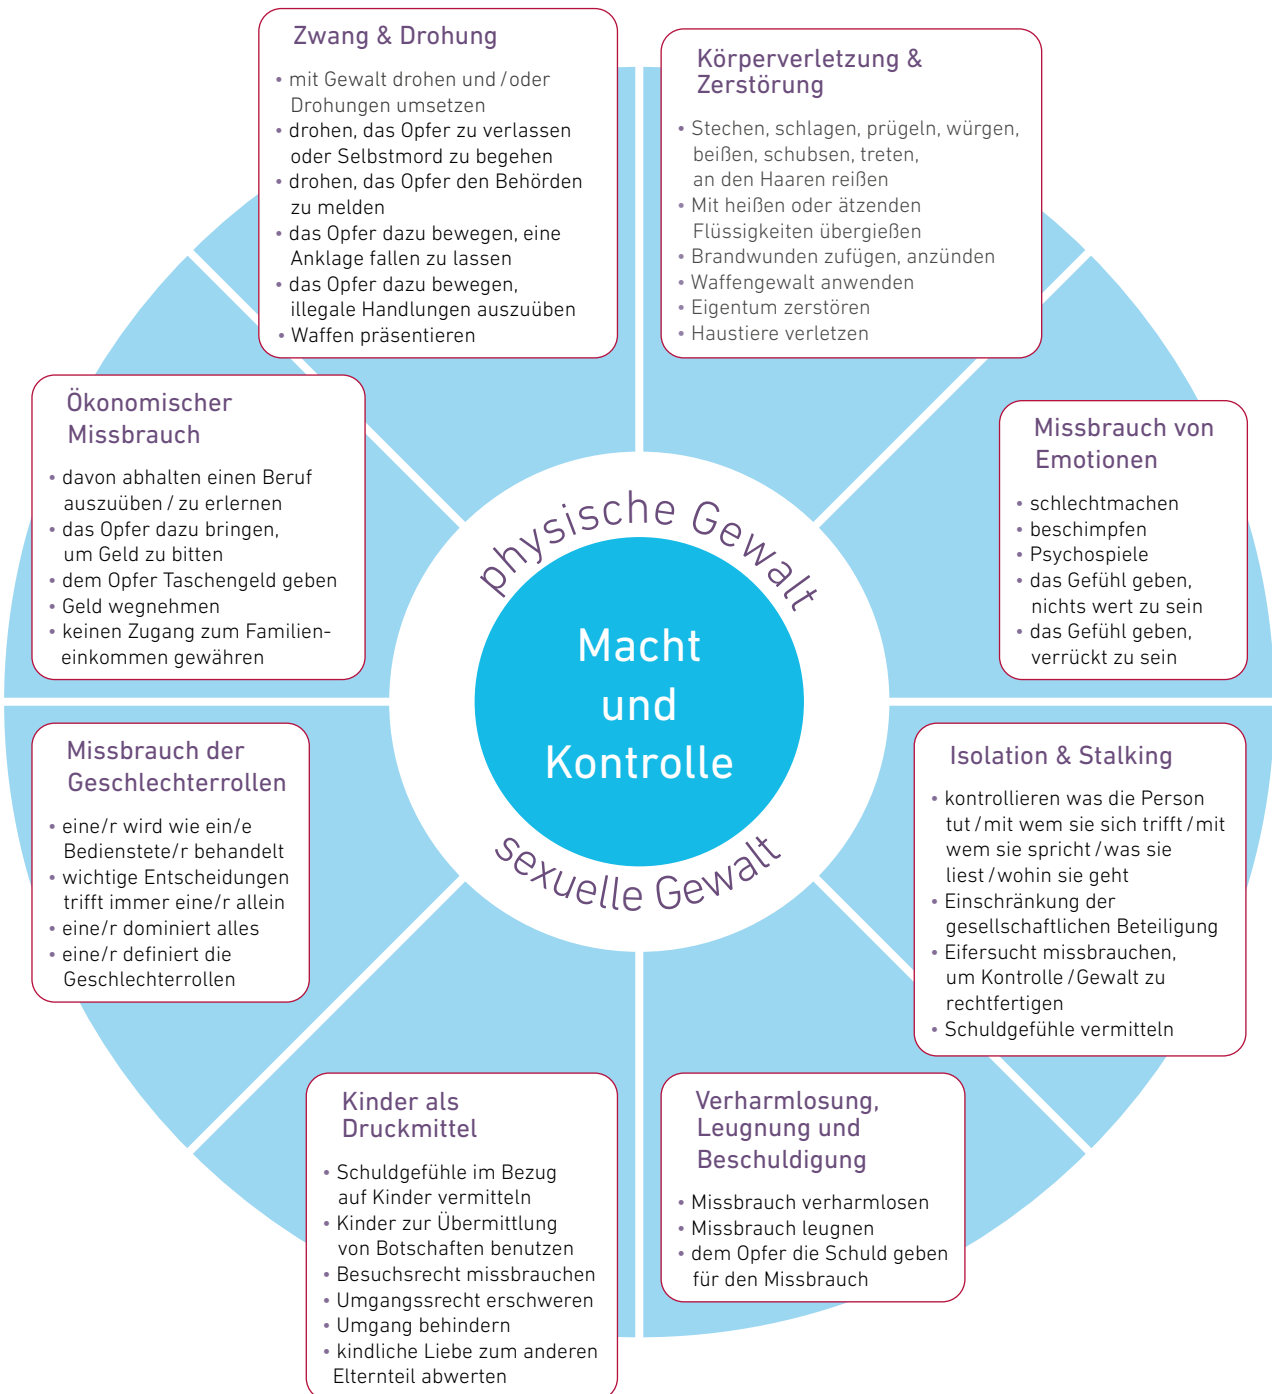 Zwang & Drohung
• mit Gewalt drohen und / oder
Drohungen umsetzen
• drohen, das Opfer zu verlassen
oder Selbstmord zu begehen
• drohen, das Opfer den Behörden
zu melden
• das Opfer dazu bewegen, eine
Anklage fallen zu lassen
• das Opfer dazu bewegen,
illegale Handlungen auszuüben
• Waffen präsentieren
Körperverletzung &
Zerstörung
• Stechen, schlagen, prügeln, würgen,
beißen, schubsen, treten,
an den Haaren reißen
• Mit heißen oder ätzenden
Flüssigkeiten übergießen
• Brandwunden zufügen, anzünden
• Waffengewalt anwenden
• Eigentum zerstören
• Haustiere verletzen
Ökonomischer
Missbrauch
• davon abhalten einen Beruf
auszuüben / zu erlernen
• das Opfer dazu bringen,
um Geld zu bitten
• dem Opfer Taschengeld geben
• Geld wegnehmen
• keinen Zugang zum Familien-
einkommen gewähren
Missbrauch von
Emotionen
• schlechtmachen
• beschimpfen
• Psychospiele
• das Gefühl geben,
nichts wert zu sein
• das Gefühl geben,
verrückt zu sein
physische Gewalt
Macht
und
Kontrolle
sexuelle Gewalt
Missbrauch der
Geschlechterrollen
• eine/r wird wie ein/e
Bedienstete/r behandelt
• wichtige Entscheidungen
trifft immer eine/r allein
• eine/r dominiert alles
• eine/r definiert die
Geschlechterrollen
Isolation & Stalking
• kontrollieren was die Person
tut / mit wem sie sich trifft / mit
wem sie spricht / was sie
liest / wohin sie geht
• Einschränkung der
gesellschaftlichen Beteiligung
• Eifersucht missbrauchen,
um Kontrolle / Gewalt zu
rechtfertigen
• Schuldgefühle vermitteln
Kinder als
Druckmittel
• Schuldgefühle im Bezug
auf Kinder vermitteln
• Kinder zur Übermittlung
von Botschaften benutzen
• Besuchsrecht missbrauchen
• Umgangssrecht erschweren
• Umgang behindern
• kindliche Liebe zum anderen
Elternteil abwerten
Verharmlosung,
Leugnung und
Beschuldigung
• Missbrauch verharmlosen
• Missbrauch leugnen
• dem Opfer die Schuld geben
für den Missbrauch